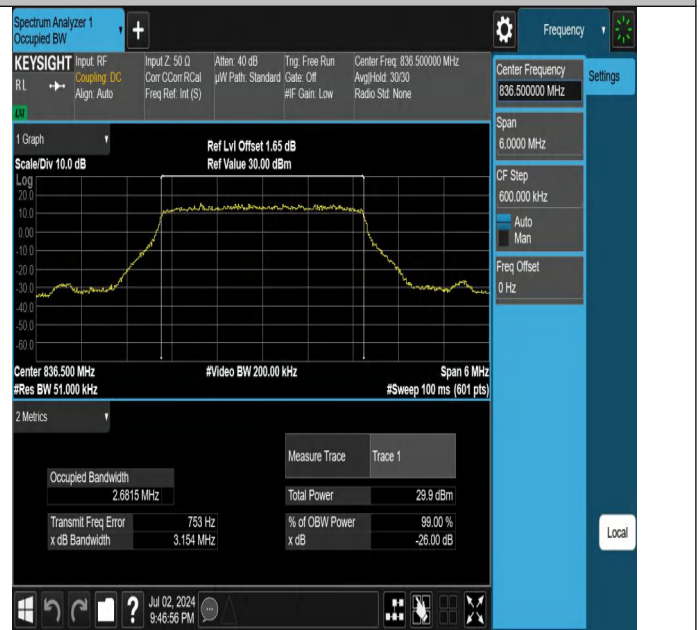 Spectrum Analyzer 1
Occupied BW
+
Frequency
KEYSIGHT
RL
Input: RF
Coupling: DC
Align: Auto
Input Z: 50 Ω
Corr CCorr RCal
Freq Ref: Int (S)
Atten: 40 dB
µW Path: Standard
Trig: Free Run
Gate: Off
#IF Gain: Low
Center Freq: 836.500000 MHz
Avg|Hold: 30/30
Radio Std: None
LXI
1 Graph
Scale/Div 10.0 dB
Ref Lvl Offset 1.65 dB
Ref Value 30.00 dBm
Log
20.0
10.0
0.00
-10.0
-20.0
-30.0
-40.0
-50.0
-60.0
Center 836.500 MHz
#Res BW 51.000 kHz
#Video BW 200.00 kHz
Span 6 MHz
#Sweep 100 ms (601 pts)
2 Metrics
Measure Trace Trace 1
Occupied Bandwidth
2.6815 MHz
Total Power 29.9 dBm
Transmit Freq Error 753 Hz
% of OBW Power 99.00 %
x dB Bandwidth 3.154 MHz
x dB -26.00 dB
Center Frequency
836.500000 MHz
Settings
Span
6.0000 MHz
CF Step
600.000 kHz
Auto
Man
Freq Offset
0 Hz
Local
?
Jul 02, 2024
9:46:56 PM